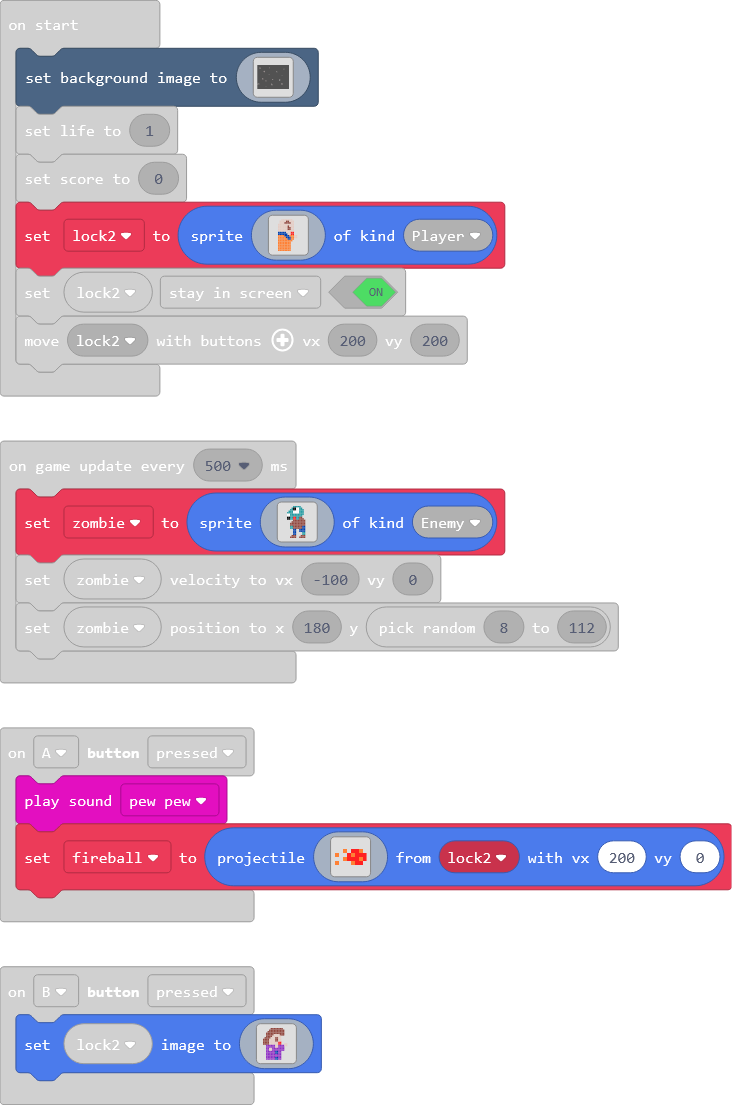 on start
set background image to
set life to 1
set score to 0
set lock2 to sprite of kind Player
set lock2 stay in screen ON
move lock2 with buttons vx 200 vy 200
on game update every 500 ms
set zombie to sprite of kind Enemy
set zombie velocity to vx -100 vy 0
set zombie position to x 180 y pick random 8 to 112
on A button pressed
play sound pew pew
set fireball to projectile from lock2 with vx 200 vy 0
on B button pressed
set lock2 image to